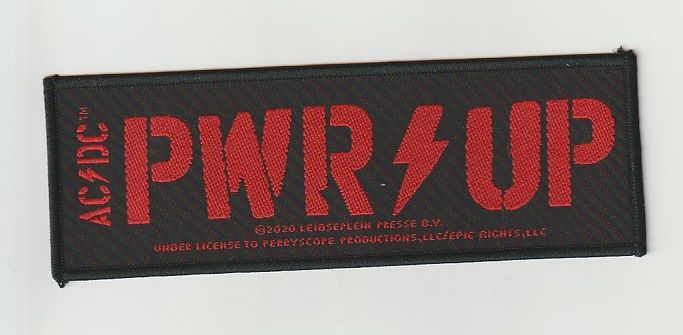 AC/DC™
PWR UP
©2020 LEIDSEPLEIN PRESSE B.V.
UNDER LICENSE TO PERRYSCOPE PRODUCTIONS,LLC/EPIC RIGHTS,LLC